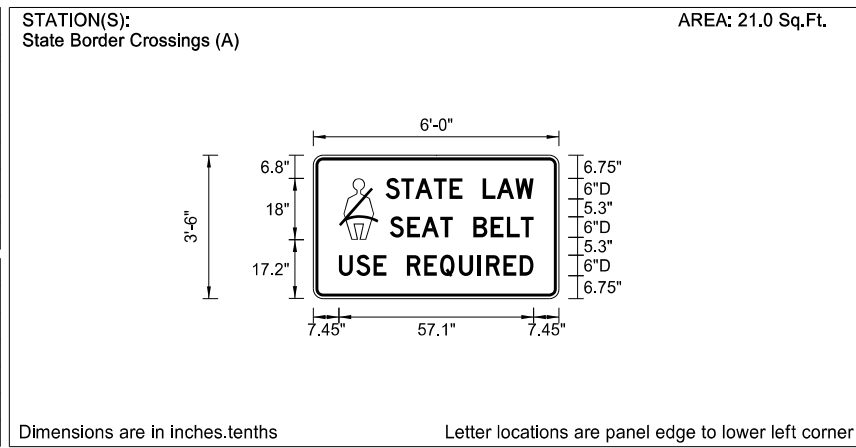 STATION(S):
AREA: 21.0 Sq.Ft.
State Border Crossings (A)
6'-0"
3'-6"
6.8"
18"
17.2"
STATE LAW
SEAT BELT
USE REQUIRED
6.75"
6"D
5.3"
6"D
5.3"
6"D
6.75"
7.45"
57.1"
7.45"
Dimensions are in inches.tenths
Letter locations are panel edge to lower left corner